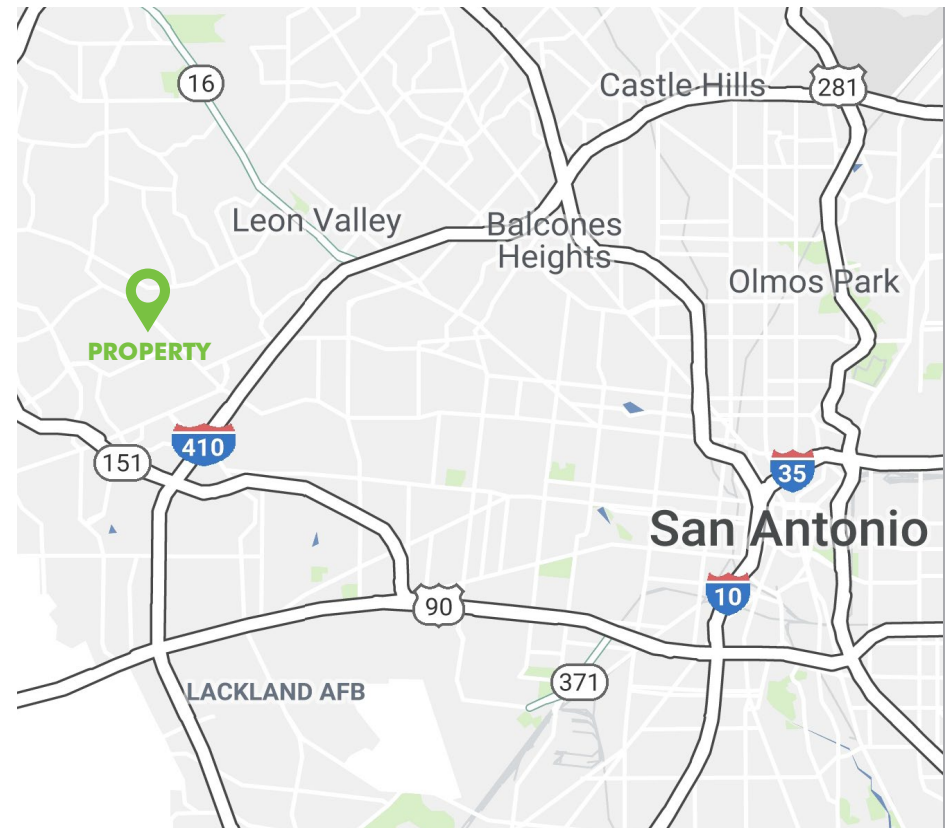 16
Castle Hills
281
Leon Valley
Balcones
Heights
Olmos Park
PROPERTY
410
151
35
San Antonio
10
90
371
LACKLAND AFB